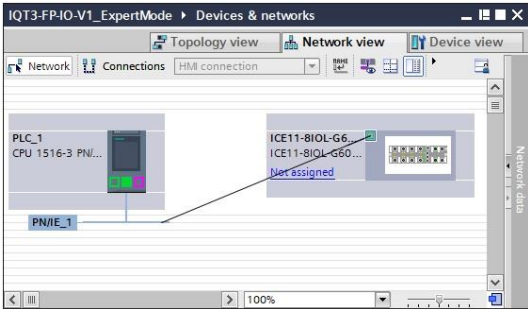 IQT3-FP-IO-V1_ExpertMode ▸ Devices & networks
Topology view
Network view
Device view
Network
Connections
HMI connection
PLC_1
CPU 1516-3 PN/...
ICE11-8IOL-G6...
ICE11-8IOL-G60...
Not assigned
PN/IE_1
Network data
100%